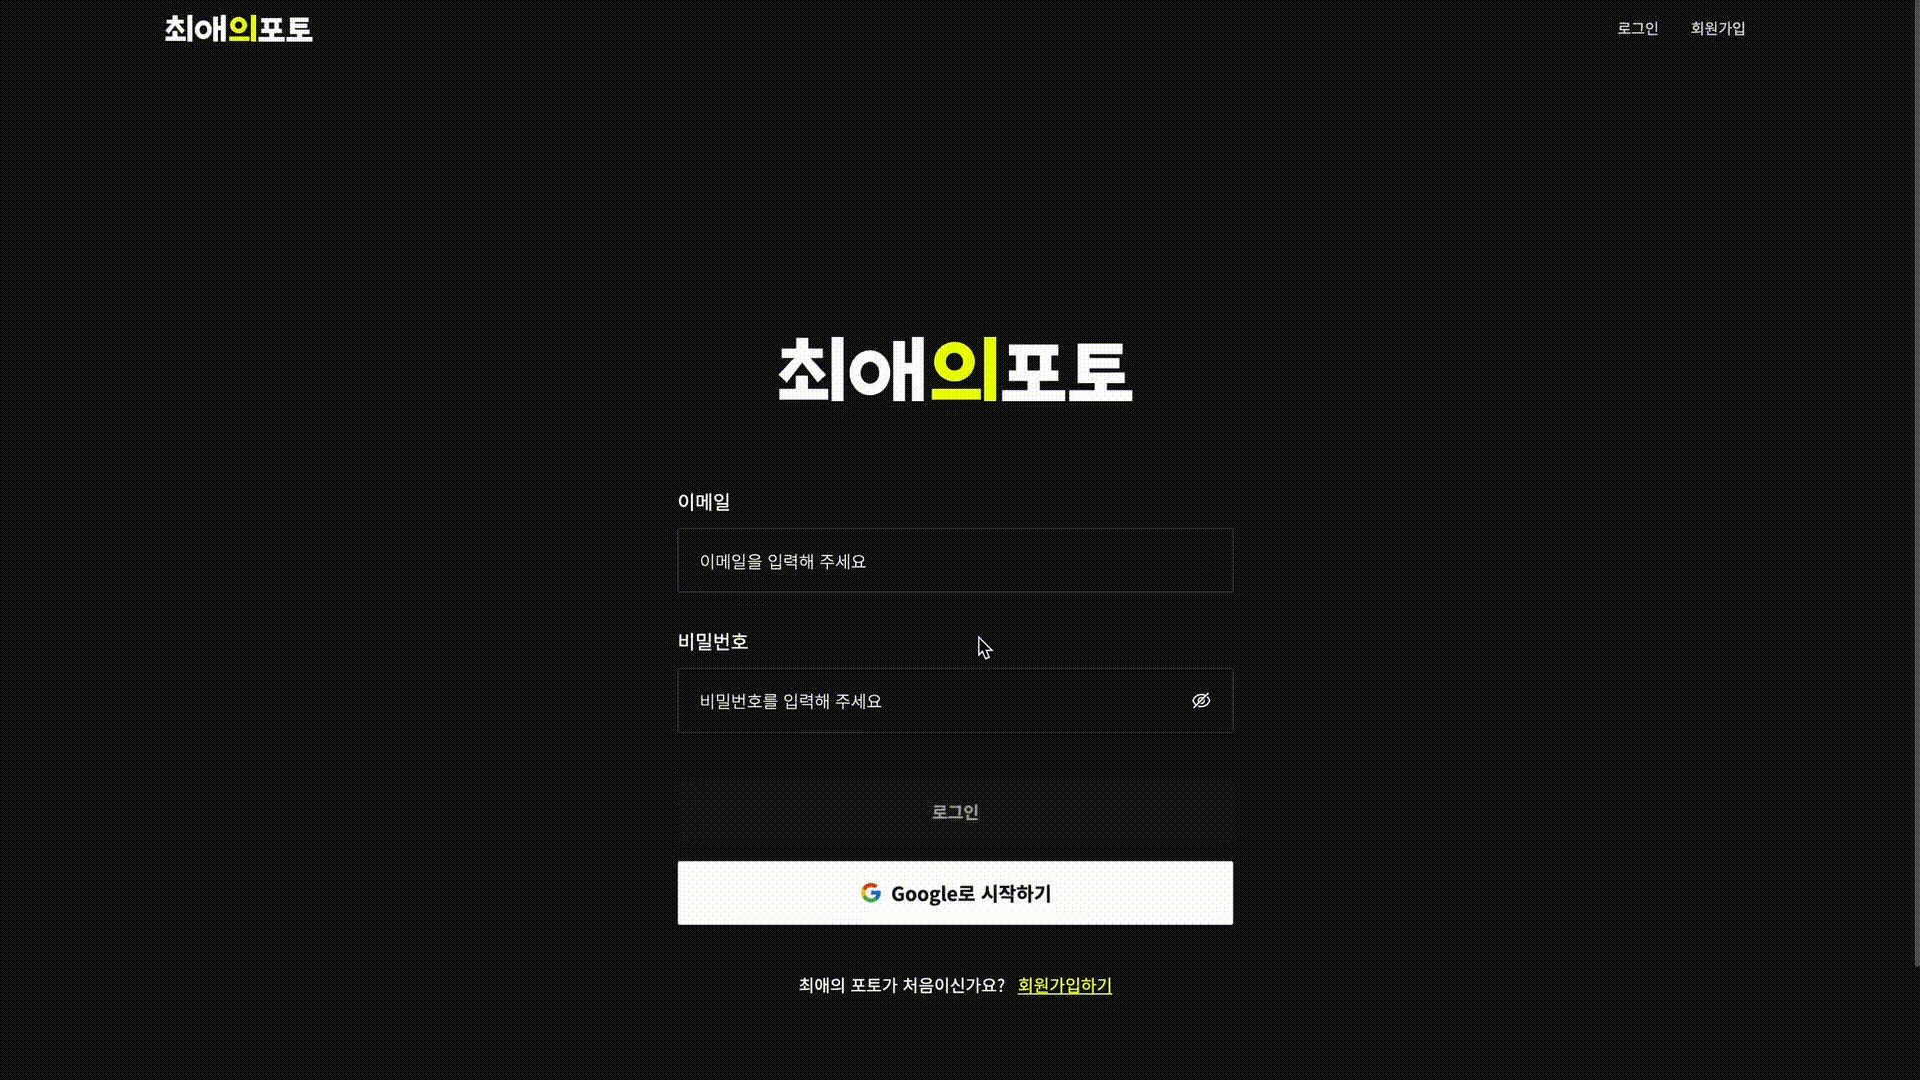 최애의포토
로그인 회원가입
최애의포토
이메일
이메일을 입력해 주세요
비밀번호
비밀번호를 입력해 주세요
로그인
Google로 시작하기
최애의 포토가 처음이신가요? 회원가입하기